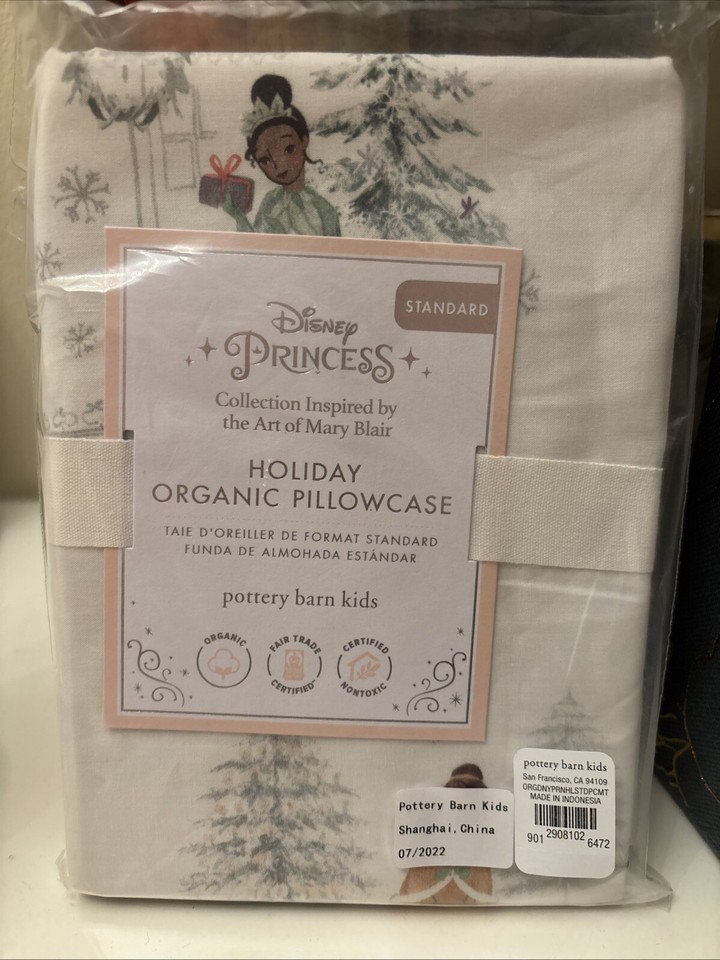 STANDARD
Disney
PRINCESS
Collection Inspired by
the Art of Mary Blair
HOLIDAY
ORGANIC PILLOWCASE
TAIE D'OREILLER DE FORMAT STANDARD
FUNDA DE ALMOHADA ESTÁNDAR
pottery barn kids
ORGANIC
FAIR TRADE
CERTIFIED™
CERTIFIED
NONTOXIC
Pottery Barn Kids
Shanghai, China
07/2022
pottery barn kids
San Francisco, CA 94109
ORGDNYPRNHLSTDPCMT
MADE IN INDONESIA
901 2908102 6472